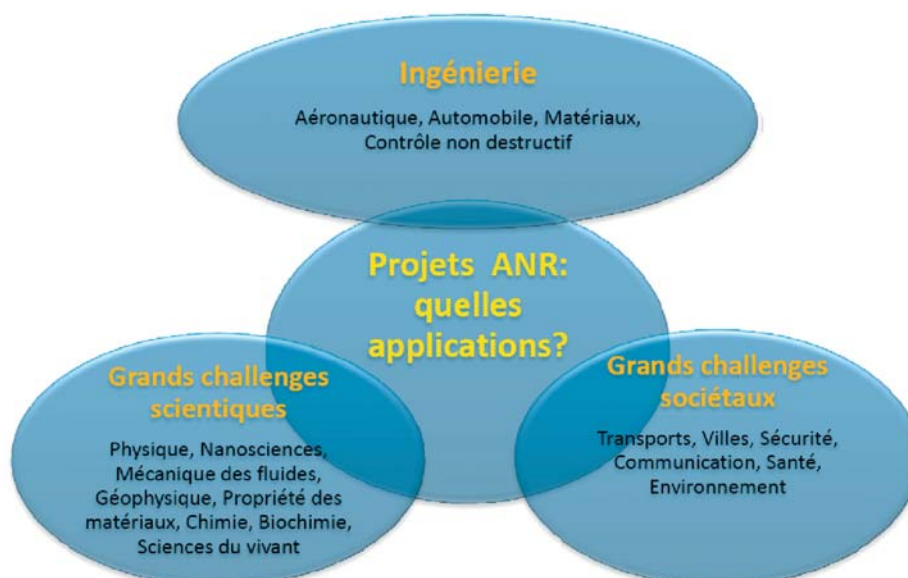 Ingénierie
Aéronautique, Automobile, Matériaux,
Contrôle non destructif
Projets ANR:
quelles
applications?
Grands challenges
scientiques
Physique, Nanosciences,
Mécanique des fluides,
Géophysique, Propriété des
matériaux, Chimie, Biochimie,
Sciences du vivant
Grands challenges
sociétaux
Transports, Villes, Sécurité,
Communication, Santé,
Environnement